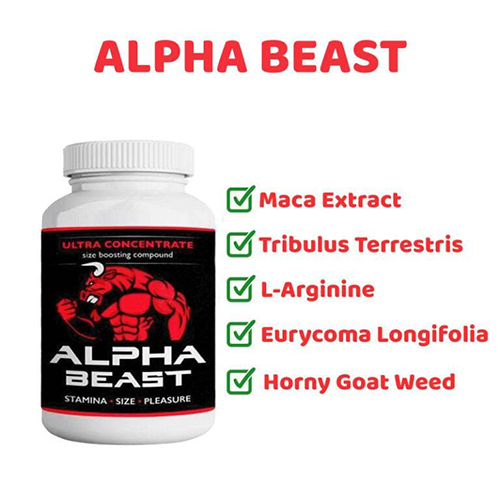 ALPHA BEAST
ULTRA CONCENTRATE
size boosting compound
ALPHA
BEAST
STAMINA • SIZE • PLEASURE
Maca Extract
Tribulus Terrestris
L-Arginine
Eurycoma Longifolia
Horny Goat Weed